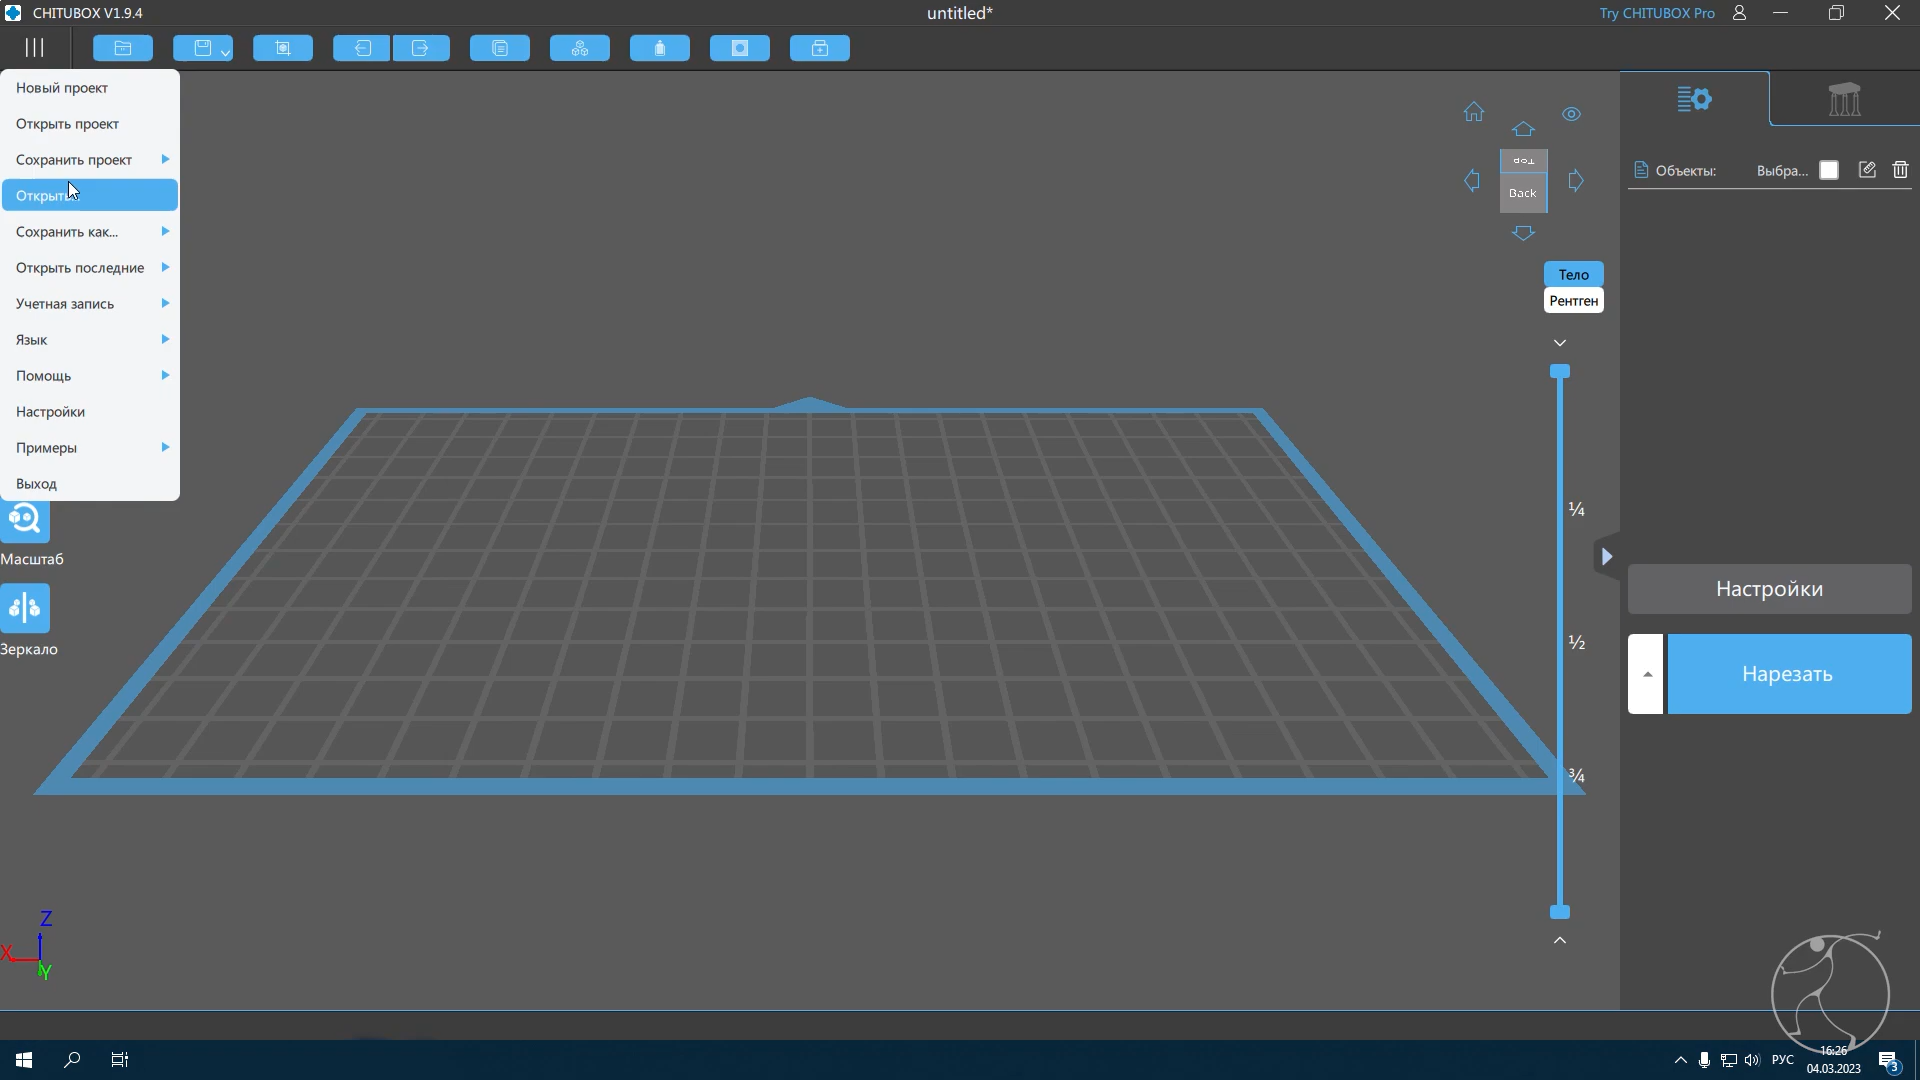 CHITUBOX V1.9.4
untitled*
Try CHITUBOX Pro
Новый проект
Открыть проект
Сохранить проект
Открыть
Сохранить как...
Открыть последние
Учетная запись
Язык
Помощь
Настройки
Примеры
Выход
Масштаб
Зеркало
Top
Back
Тело
Рентген
¼
½
¾
Объекты:
Выбра...
Настройки
Нарезать
Z
X
Y
РУС
16:26
04.03.2023
3